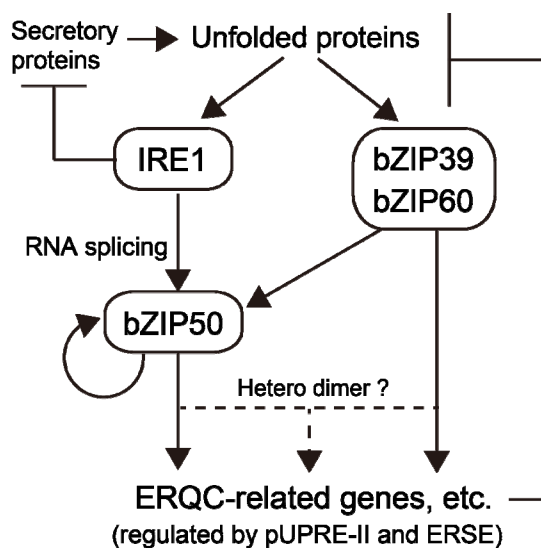 Secretory
proteins
Unfolded proteins
IRE1
bZIP39
bZIP60
RNA splicing
bZIP50
Hetero dimer ?
ERQC-related genes, etc.
(regulated by pUPRE-II and ERSE)